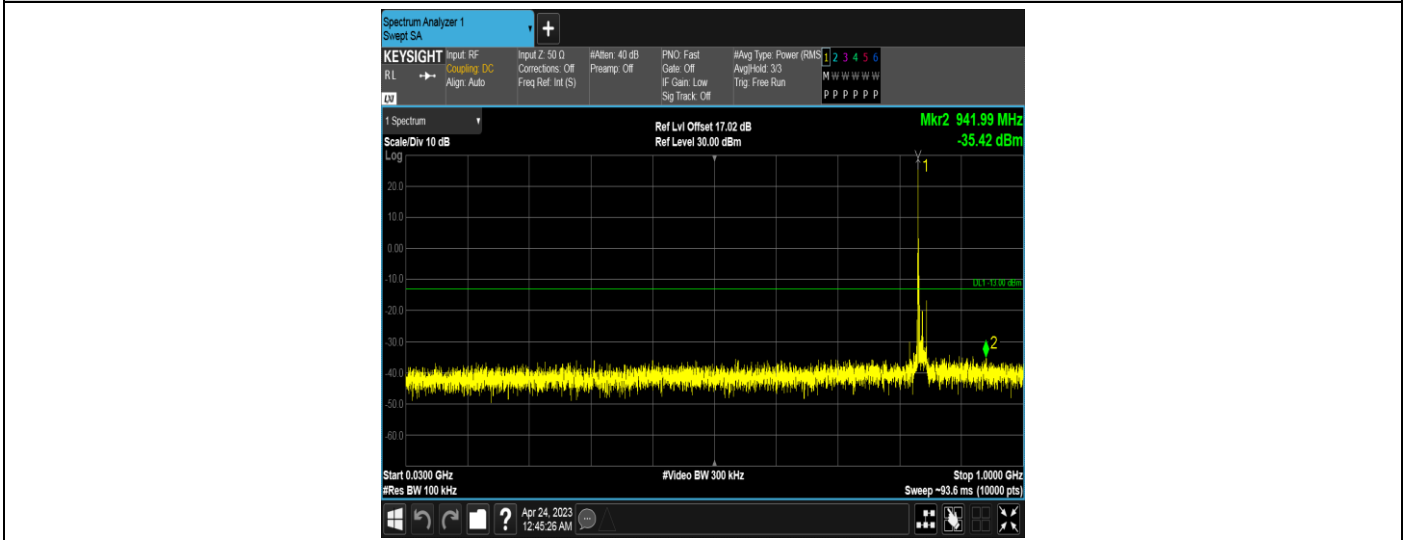 Spectrum Analyzer 1
Swept SA
+
KEYSIGHT
RL
LXI
Input: RF
Coupling: DC
Align: Auto
Input Z: 50 Ω
Corrections: Off
Freq Ref: Int (S)
#Atten: 40 dB
Preamp: Off
PNO: Fast
Gate: Off
IF Gain: Low
Sig Track: Off
#Avg Type: Power (RMS
Avg|Hold: 3/3
Trig: Free Run
1 2 3 4 5 6
M W W W W W
P P P P P P
1 Spectrum
Scale/Div 10 dB
Log
Ref Lvl Offset 17.02 dB
Ref Level 30.00 dBm
Mkr2 941.99 MHz
-35.42 dBm
1
20.0
10.0
0.00
-10.0
DL1 -13.00 dBm
-20.0
-30.0
2
-40.0
-50.0
-60.0
Start 0.0300 GHz
#Res BW 100 kHz
#Video BW 300 kHz
Stop 1.0000 GHz
Sweep ~93.6 ms (10000 pts)
?
Apr 24, 2023
12:45:26 AM